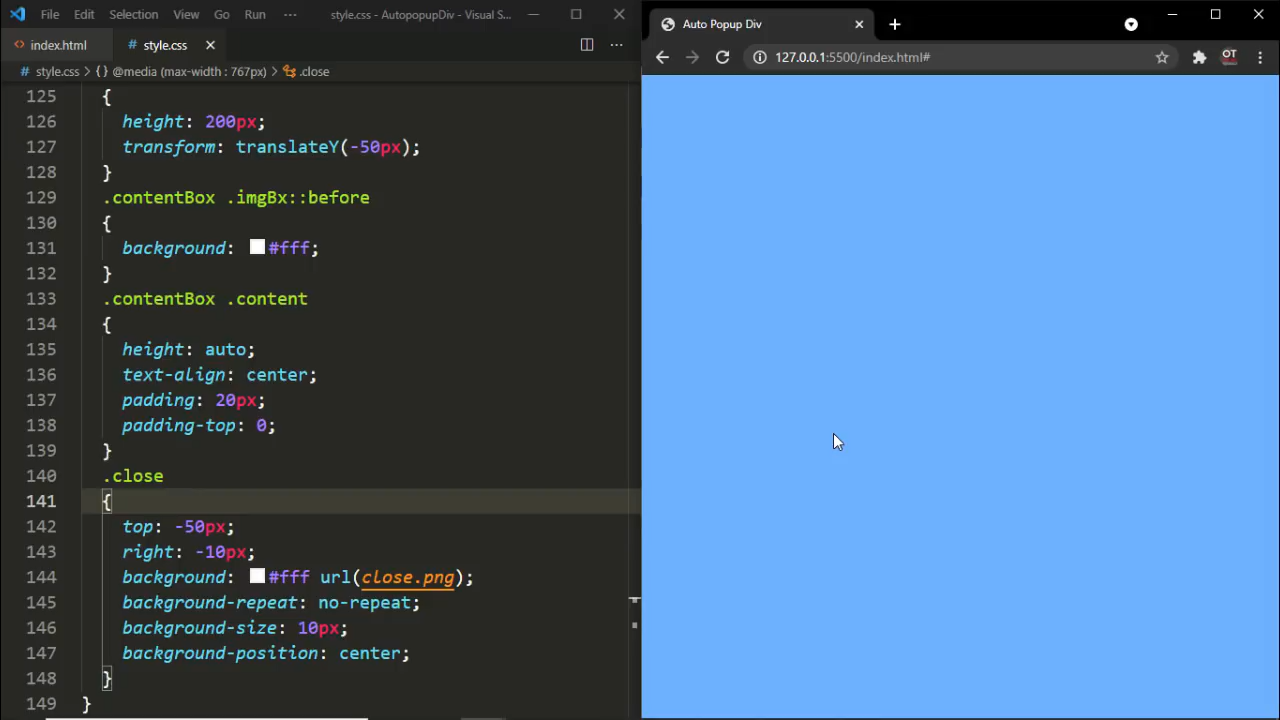 File Edit Selection View Go Run ··· style.css - AutopopupDiv - Visual S...
index.html # style.css
# style.css > {} @media (max-width : 767px) > .close
125 {
126 height: 200px;
127 transform: translateY(-50px);
128 }
129 .contentBox .imgBx::before
130 {
131 background: #fff;
132 }
133 .contentBox .content
134 {
135 height: auto;
136 text-align: center;
137 padding: 20px;
138 padding-top: 0;
139 }
140 .close
141 {
142 top: -50px;
143 right: -10px;
144 background: #fff url(close.png);
145 background-repeat: no-repeat;
146 background-size: 10px;
147 background-position: center;
148 }
149 }
Auto Popup Div
127.0.0.1:5500/index.html#
OT